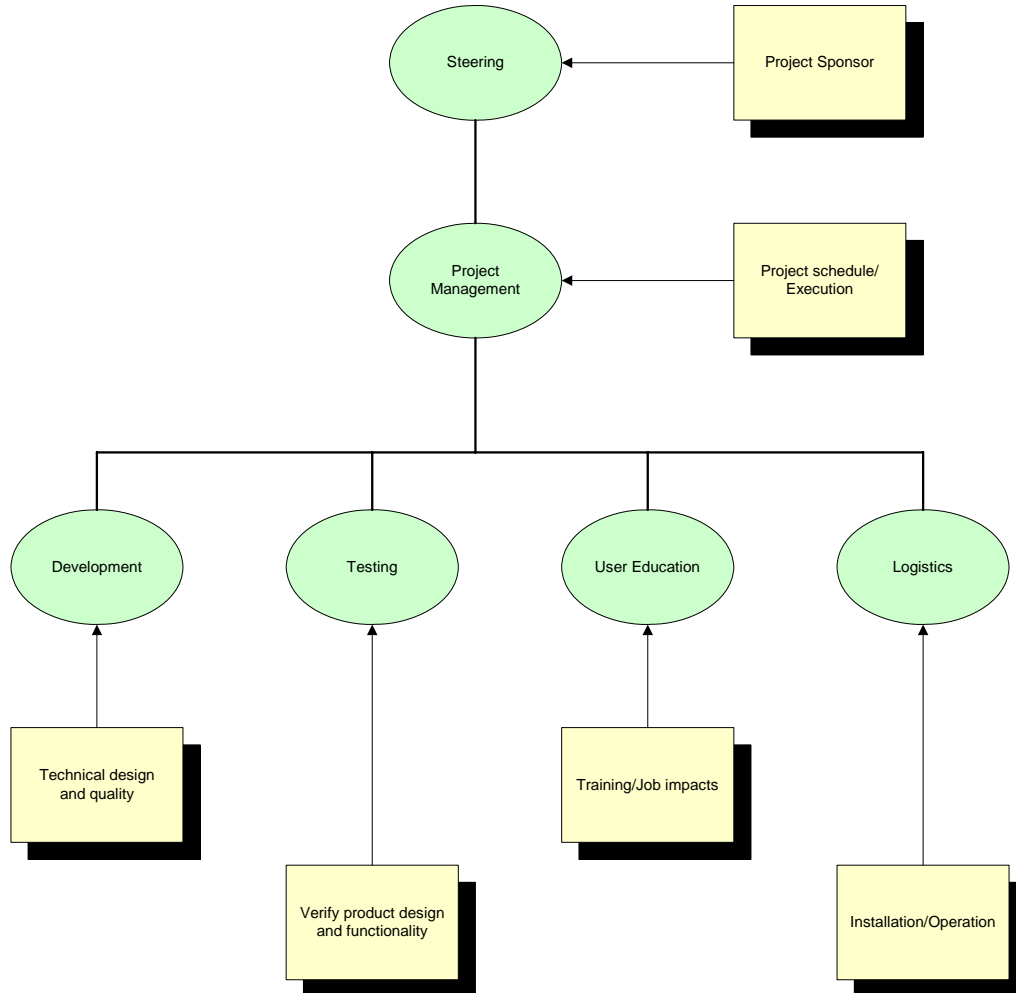 Steering
Project Sponsor
Project
Management
Project schedule/
Execution
Development
Testing
User Education
Logistics
Technical design
and quality
Training/Job impacts
Verify product design
and functionality
Installation/Operation